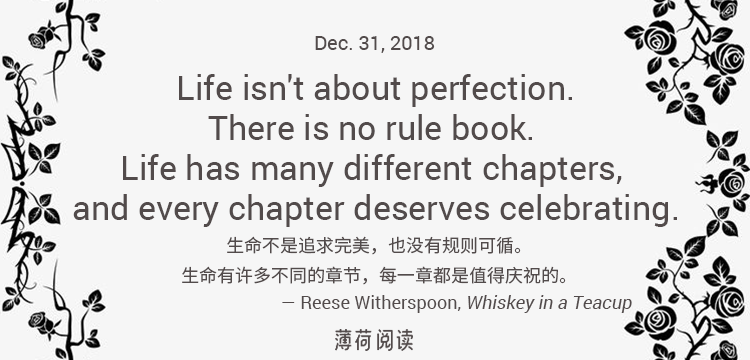 Dec. 31, 2018
Life isn't about perfection.
There is no rule book.
Life has many different chapters,
and every chapter deserves celebrating.
生命不是追求完美，也没有规则可循。
生命有许多不同的章节，每一章都是值得庆祝的。
— Reese Witherspoon, Whiskey in a Teacup
薄荷阅读